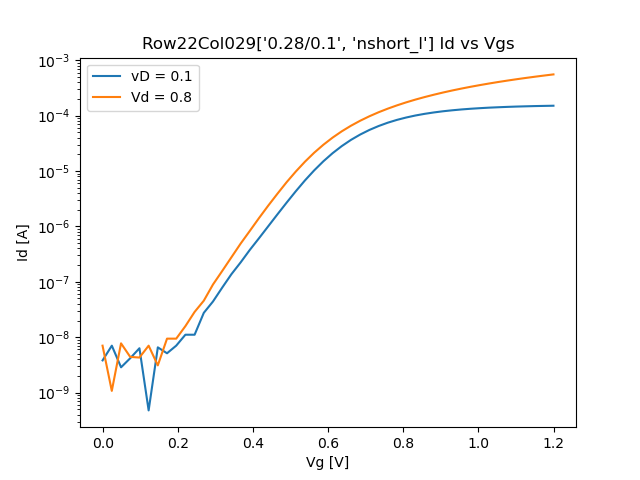 Row22Col029['0.28/0.1', 'nshort_l'] Id vs Vgs
vD = 0.1
Vd = 0.8
10⁻³
10⁻⁴
10⁻⁵
10⁻⁶
10⁻⁷
10⁻⁸
10⁻⁹
Id [A]
0.0 0.2 0.4 0.6 0.8 1.0 1.2
Vg [V]